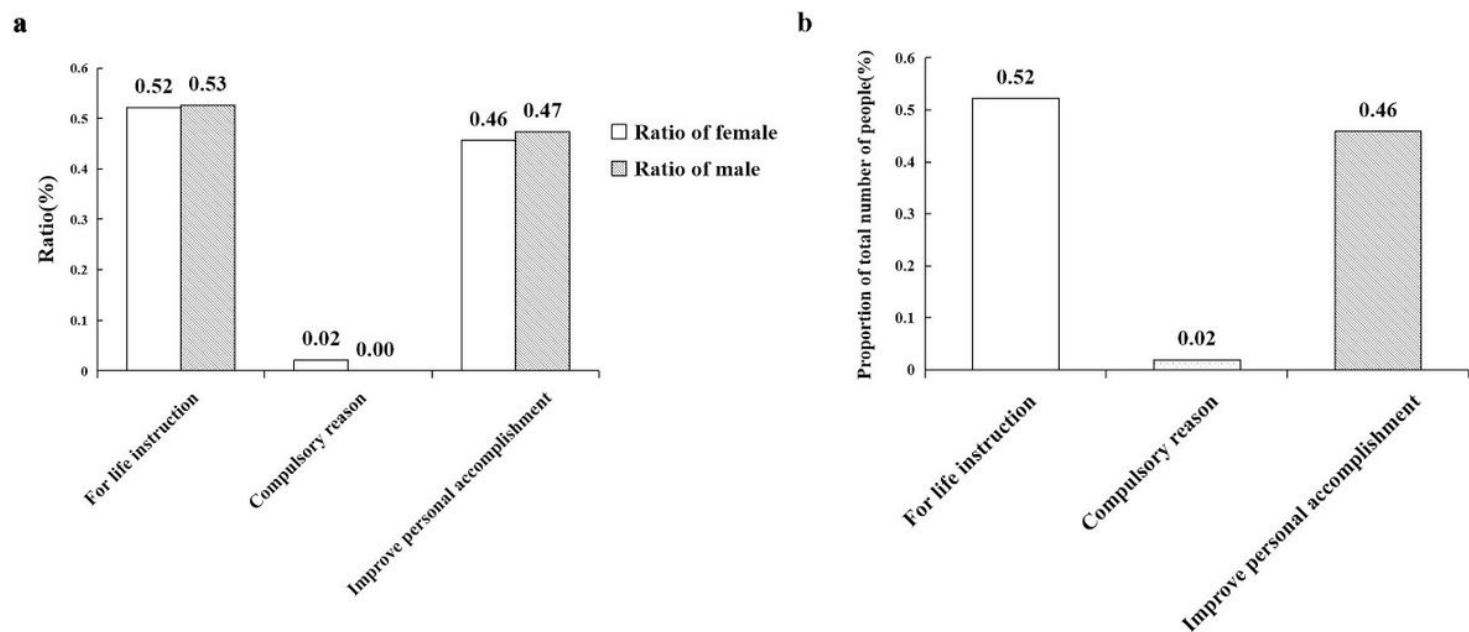 a
0.6
0.5
0.4
0.3
0.2
0.1
0
Ratio(%)
0.52
0.53
0.02
0.00
0.46
0.47
For life instruction
Compulsory reason
Improve personal accomplishment
Ratio of female
Ratio of male
b
0.6
0.5
0.4
0.3
0.2
0.1
0
Proportion of total number of people(%)
0.52
0.02
0.46
For life instruction
Compulsory reason
Improve personal accomplishment